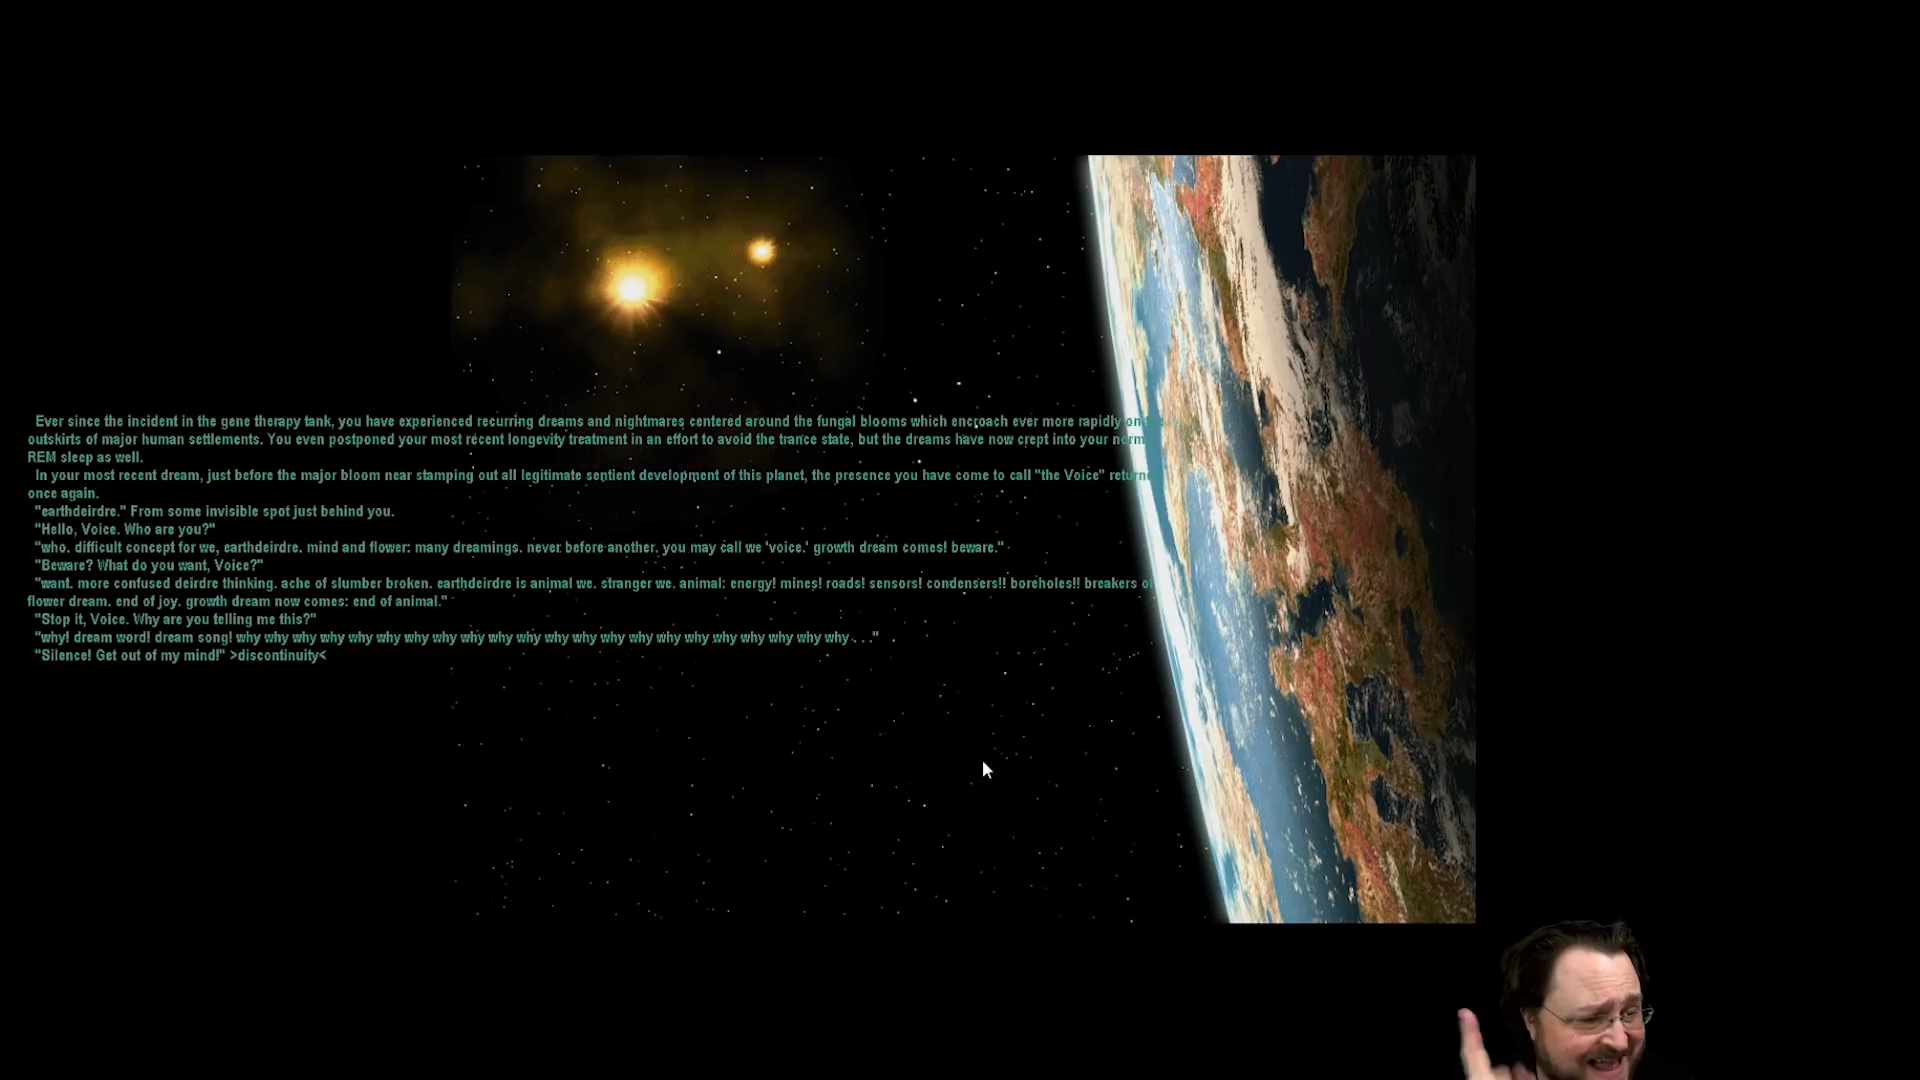 Ever since the incident in the gene therapy tank, you have experienced recurring dreams and nightmares centered around the fungal blooms which encroach ever more rapidly on
outskirts of major human settlements. You even postponed your most recent longevity treatment in an effort to avoid the trance state, but the dreams have now crept into your
REM sleep as well.
In your most recent dream, just before the major bloom near stamping out all legitimate sentient development of this planet, the presence you have come to call "the Voice"
once again.
"earthdeirdre." From some invisible spot just behind you.
"Hello, Voice. Who are you?"
"who. difficult concept for we, earthdeirdre. mind and flower: many dreamings. never before another. you may call we 'voice.' growth dream comes! beware."
"Beware? What do you want, Voice?"
"want. more confused deirdre thinking. ache of slumber broken. earthdeirdre is animal we. stranger we. animal: energy! mines! roads! sensors! condensers!! boreholes!! breakers of
flower dream. end of joy. growth dream now comes: end of animal."
"Stop it, Voice. Why are you telling me this?"
"why! dream word! dream song! why why why why why why why why why why why why why why why why why why why why why why . . ."
"Silence! Get out of my mind!" >discontinuity<